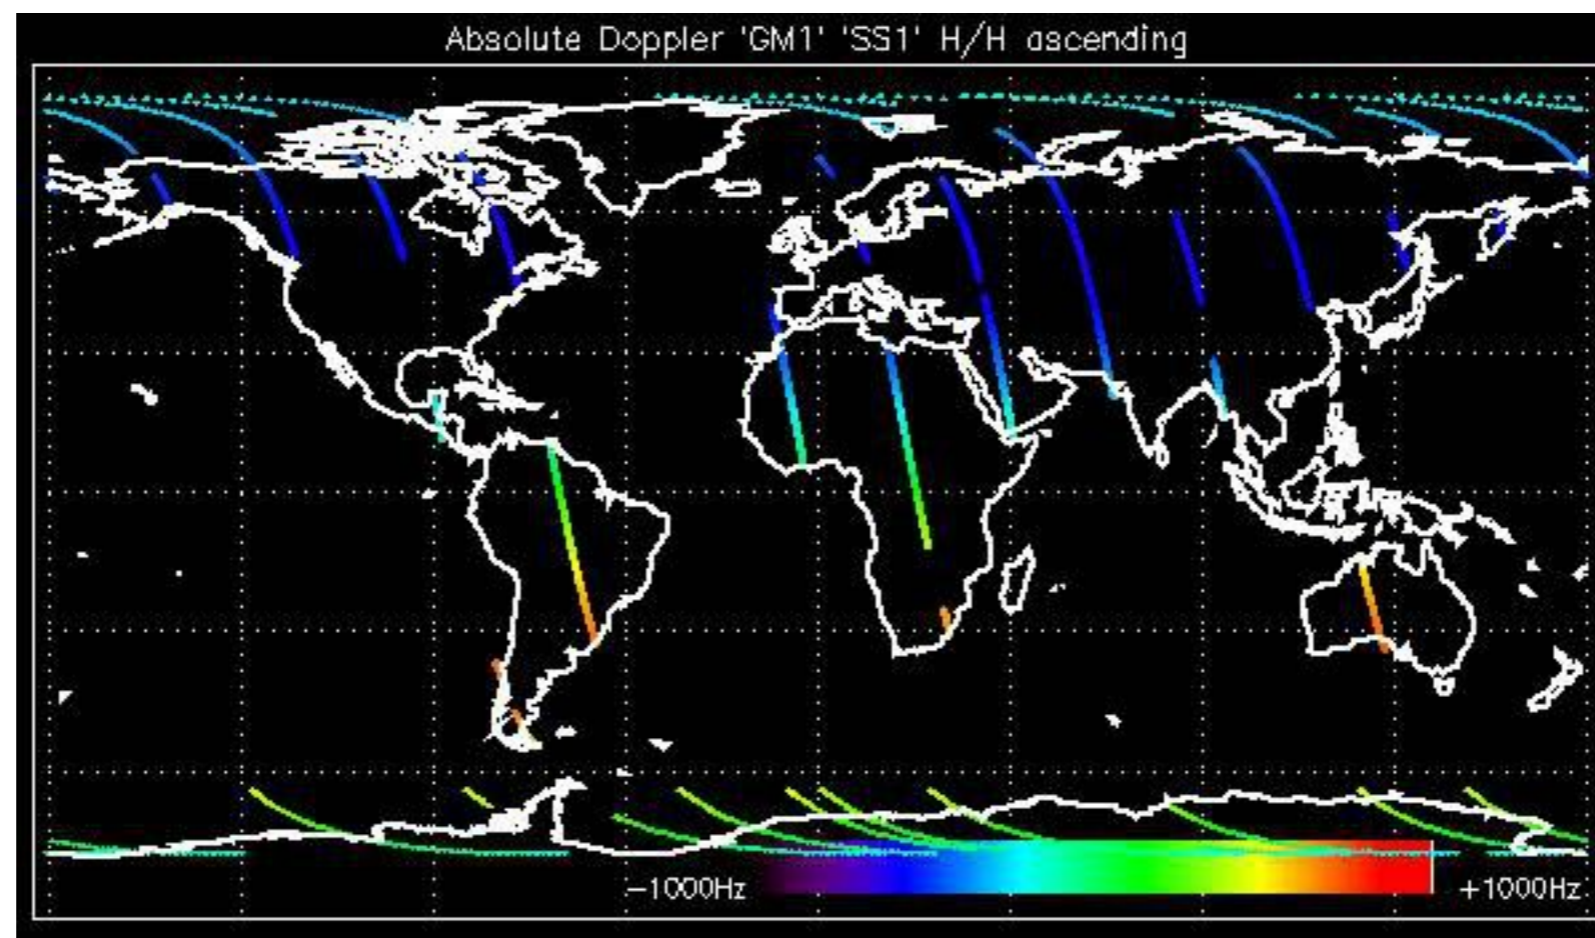 Absolute Doppler 'GM1' 'SS1' H/H ascending
−1000Hz
+1000Hz